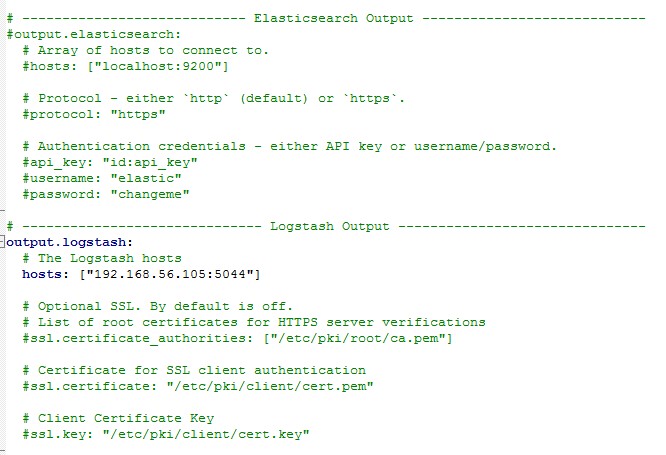 # ---------------------------- Elasticsearch Output ----------------------------
#output.elasticsearch:
  # Array of hosts to connect to.
  #hosts: ["localhost:9200"]

  # Protocol - either `http` (default) or `https`.
  #protocol: "https"

  # Authentication credentials - either API key or username/password.
  #api_key: "id:api_key"
  #username: "elastic"
  #password: "changeme"

# ------------------------------ Logstash Output -------------------------------
output.logstash:
  # The Logstash hosts
  hosts: ["192.168.56.105:5044"]

  # Optional SSL. By default is off.
  # List of root certificates for HTTPS server verifications
  #ssl.certificate_authorities: ["/etc/pki/root/ca.pem"]

  # Certificate for SSL client authentication
  #ssl.certificate: "/etc/pki/client/cert.pem"

  # Client Certificate Key
  #ssl.key: "/etc/pki/client/cert.key"